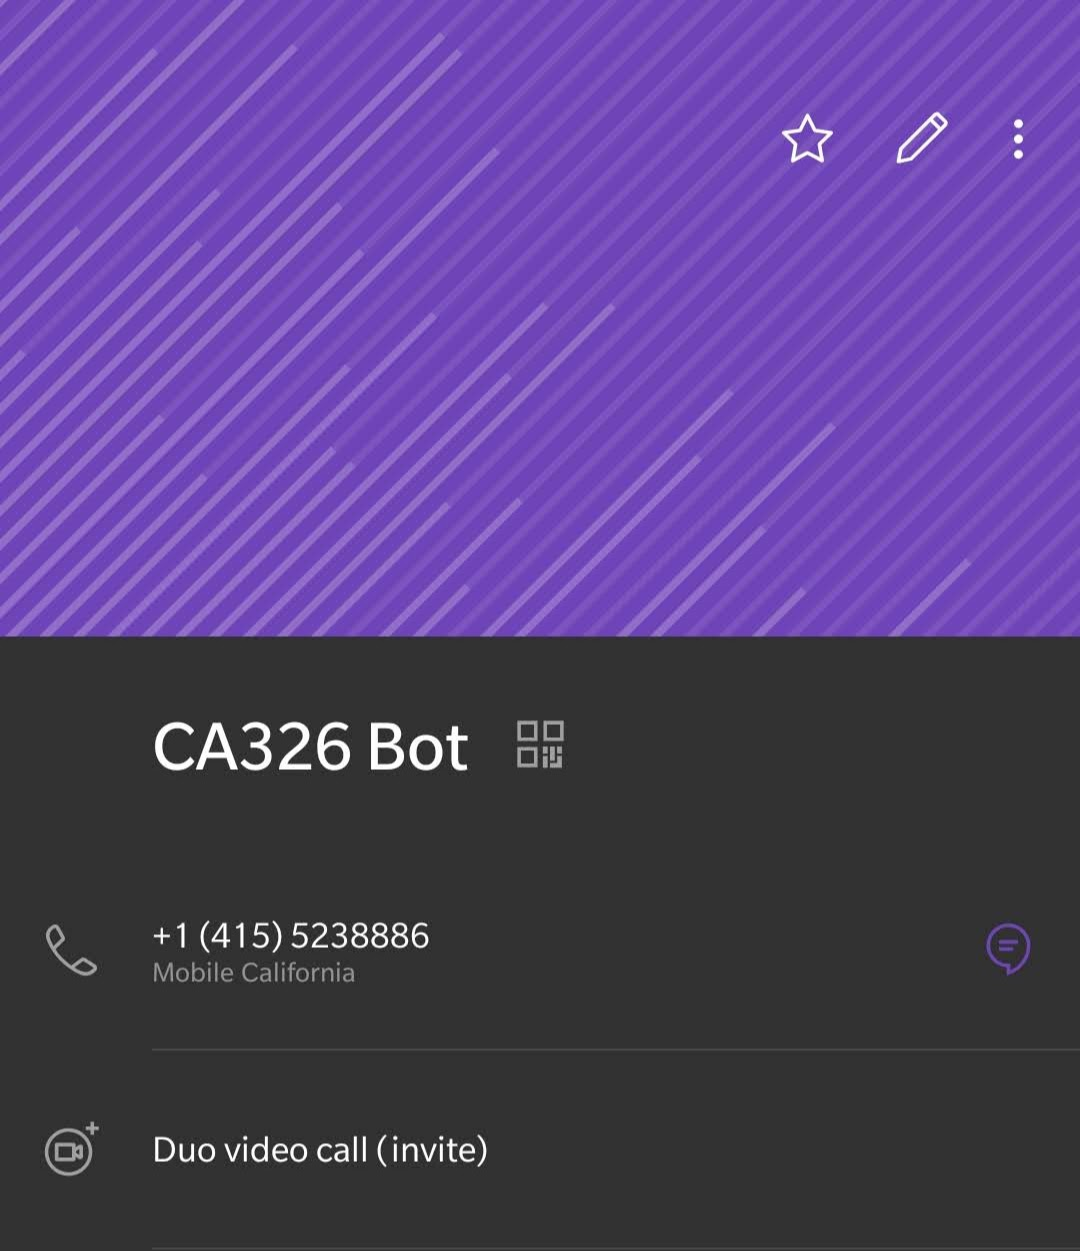 CA326 Bot
+1 (415) 5238886
Mobile California
Duo video call (invite)